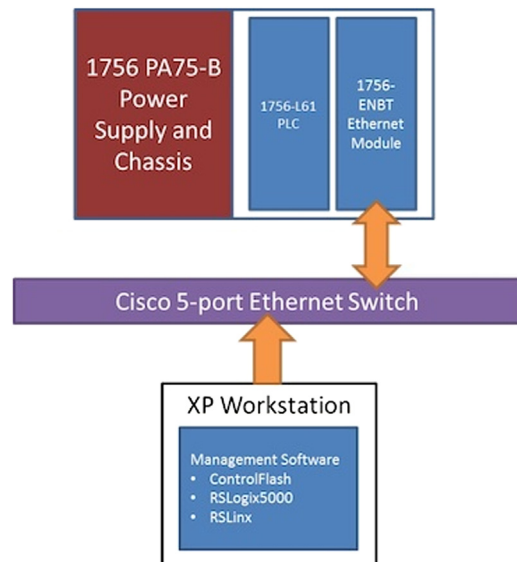 1756 PA75-B
Power
Supply and
Chassis
1756-L61
PLC
1756-
ENBT
Ethernet
Module
Cisco 5-port Ethernet Switch
XP Workstation
Management Software
• ControlFlash
• RSLogix5000
• RSLinx